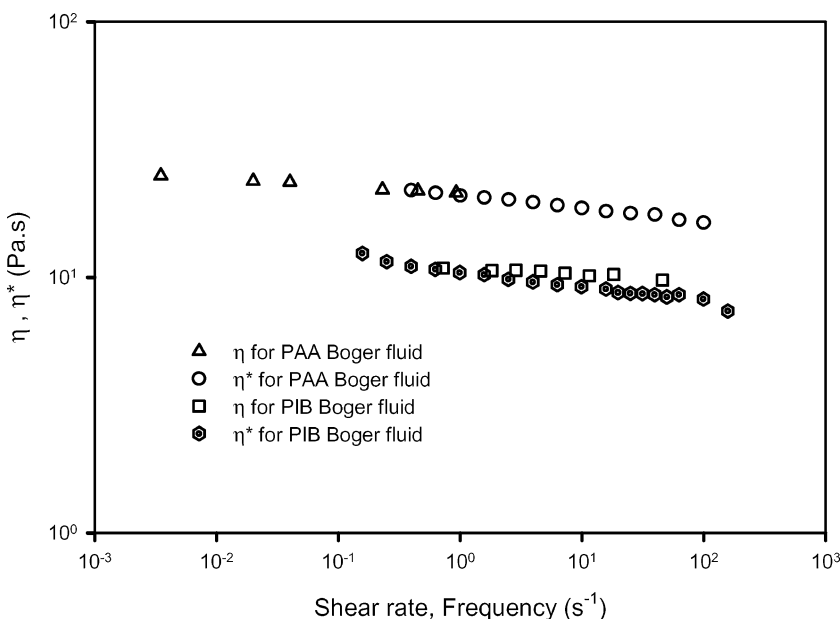 10²
10¹
10⁰
η , η* (Pa.s)
η for PAA Boger fluid
η* for PAA Boger fluid
η for PIB Boger fluid
η* for PIB Boger fluid
10⁻³ 10⁻² 10⁻¹ 10⁰ 10¹ 10² 10³
Shear rate, Frequency (s⁻¹)